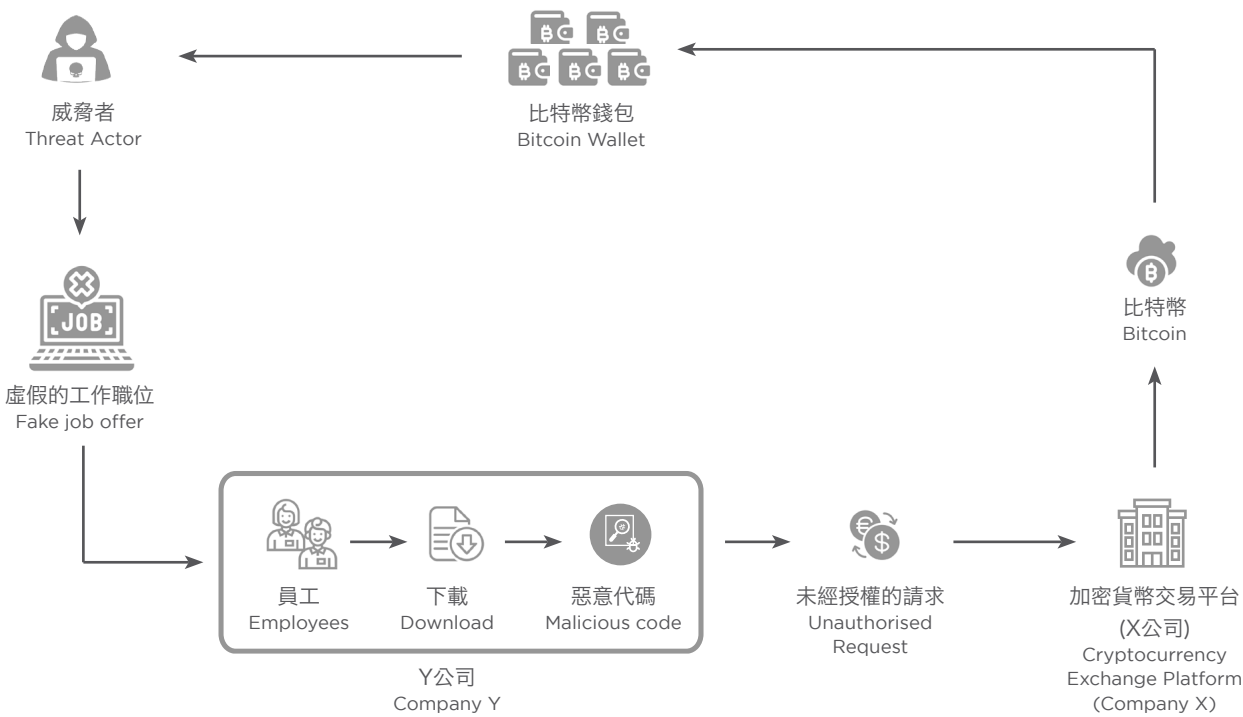 威脅者
Threat Actor
比特幣錢包
Bitcoin Wallet
比特幣
Bitcoin
JOB
虛假的工作職位
Fake job offer
員工
Employees
下載
Download
惡意代碼
Malicious code
Y公司
Company Y
未經授權的請求
Unauthorised
Request
加密貨幣交易平台
(X公司)
Cryptocurrency
Exchange Platform
(Company X)